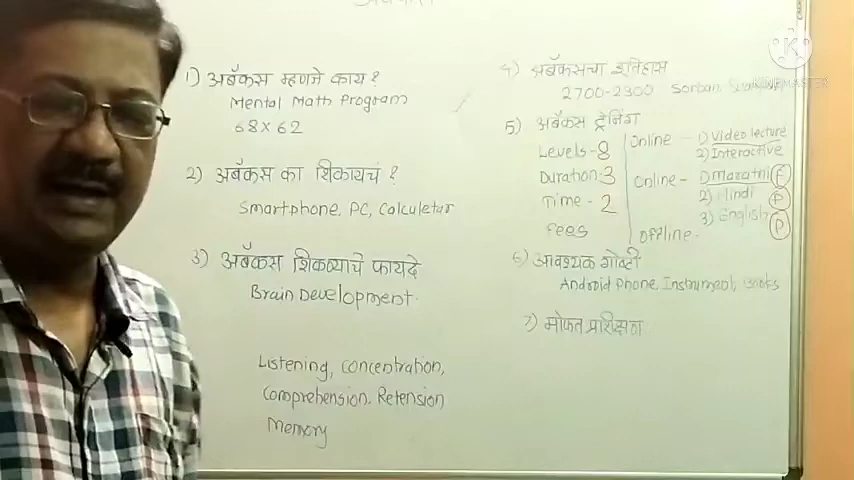 1) अबॅकस म्हणजे काय?
Mental Math Program
68 x 62
2) अबॅकस का शिकायचं?
Smartphone, PC, Calculetar
3) अबॅकस शिकण्याचे फायदे
Brain Development.
Listening, concentration,
Comprehension. Retension
Memory
4) अबॅकसचा इतिहास
2700-2300 Sorban,
5) अबॅकस ट्रेनिंग
Levels-8
Duration-3
Time - 2
Fees
Online - 1) Video lecture
2) Interactive
Online - 1) Marathi F
2) Hindi P
3) English P
Offline-
6) आवश्यक गोष्टी
Android Phone, Instrument, Books
7) मोफत प्रशिक्षण
K
KINEMASTER